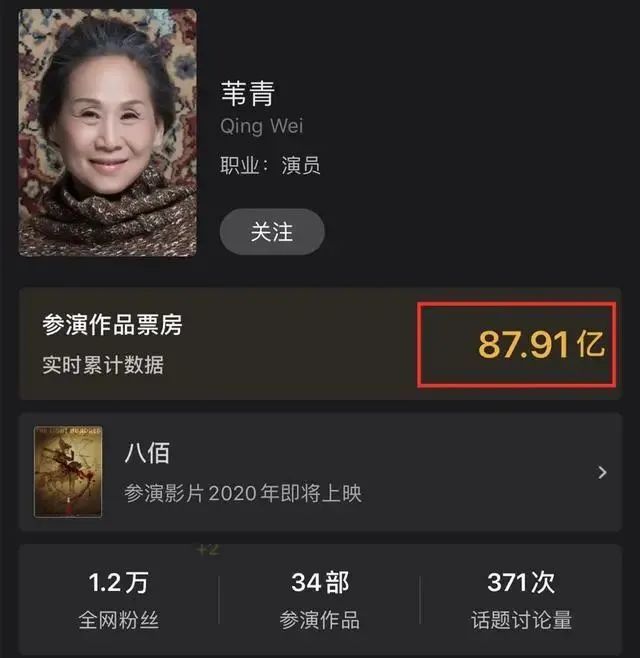 苇青
Qing Wei
职业：演员
关注
参演作品票房
实时累计数据
87.91亿
八佰
参演影片2020年即将上映
+2
1.2万
34部
371次
全网粉丝
参演作品
话题讨论量